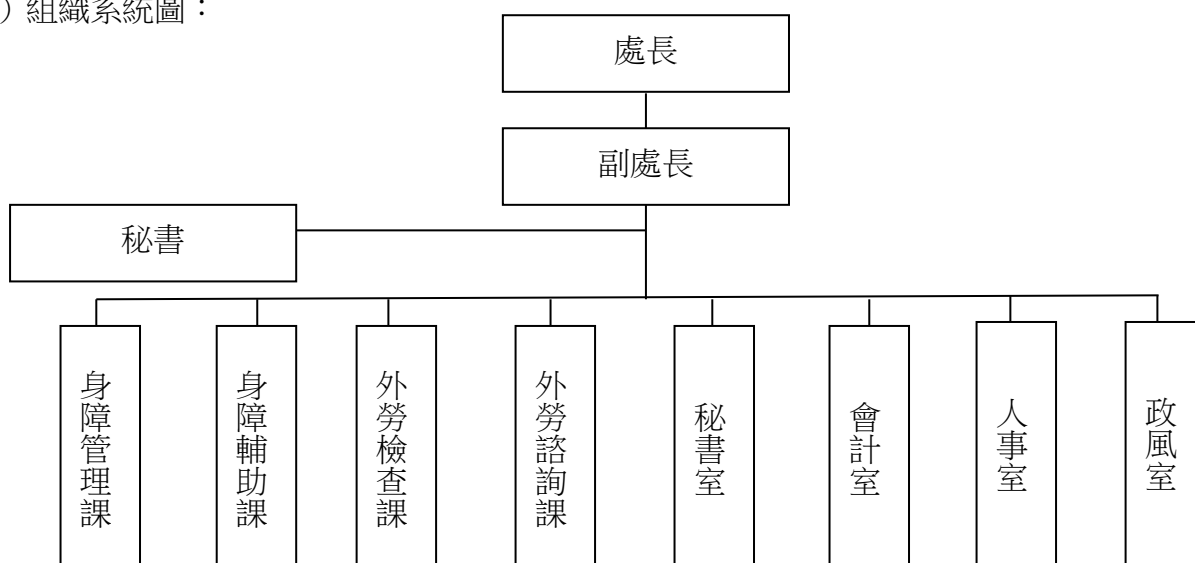 ）組織系統圖：
處長
副處長
秘書
身障管理課
身障輔助課
外勞檢查課
外勞諮詢課
秘書室
會計室
人事室
政風室